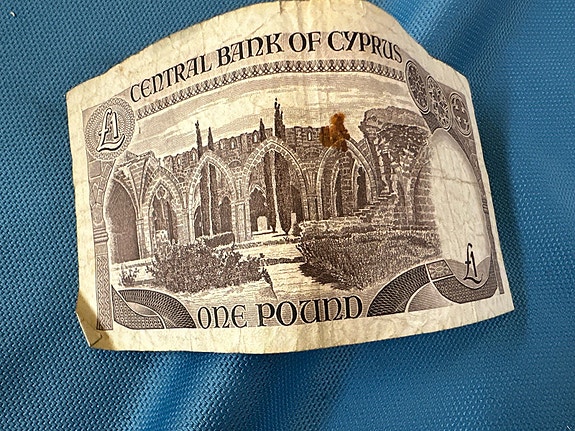 CENTRAL BANK OF CYPRUS
£1
£1
ONE POUND